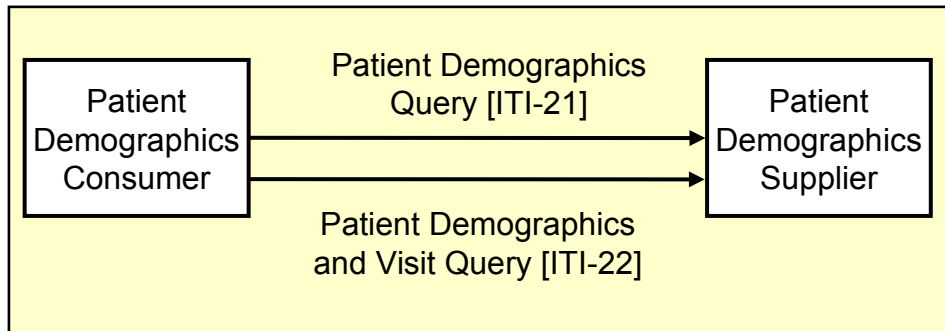 Patient Demographics
Query [ITI-21]
Patient
Demographics
Consumer
Patient
Demographics
Supplier
Patient Demographics
and Visit Query [ITI-22]